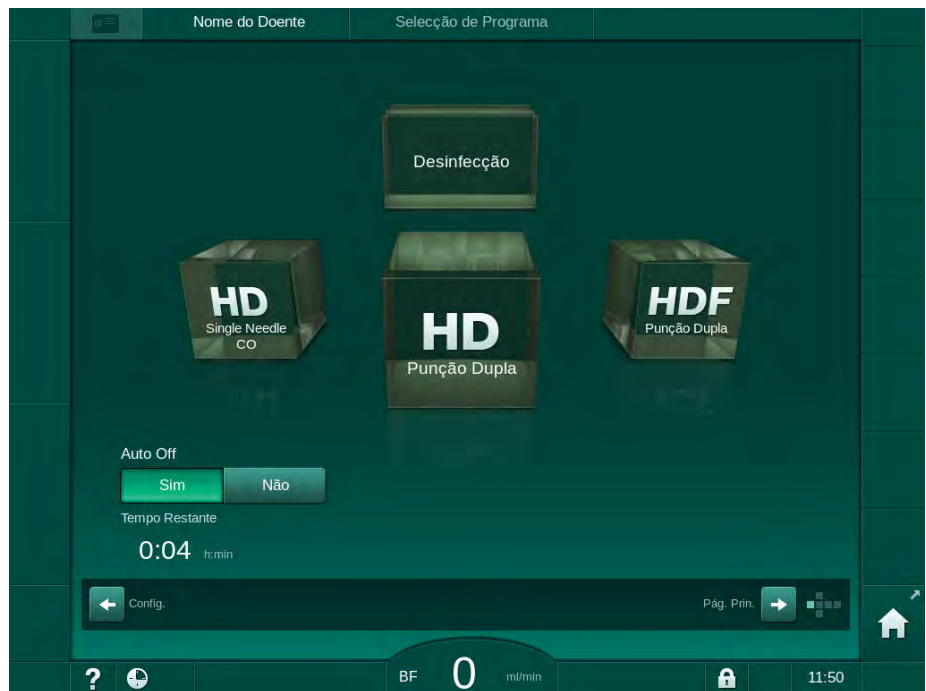 Nome do Doente
Selecção de Programa
Desinfecção
HD
Single Needle
CO
HD
Punção Dupla
HDF
Punção Dupla
Auto Off
Sim
Não
Tempo Restante
0:04 h:min
Config.
Pág. Prin.
?
BF 0 ml/min
11:50